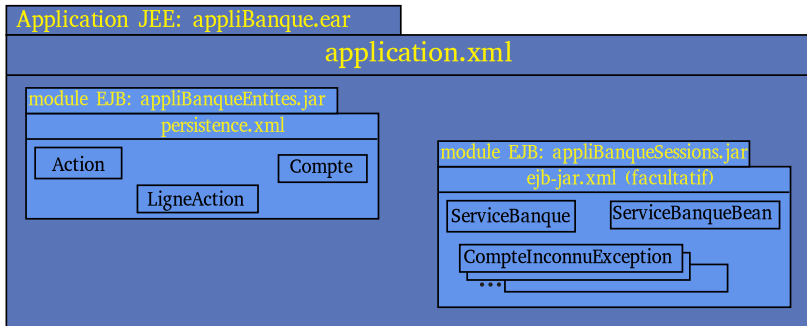 Application JEE: appliBanque.ear
application.xml
module EJB: appliBanqueEntites.jar
persistence.xml
Action
Compte
LigneAction
module EJB: appliBanqueSessions.jar
ejb-jar.xml (facultatif)
ServiceBanque
ServiceBanqueBean
CompteInconnuException
...